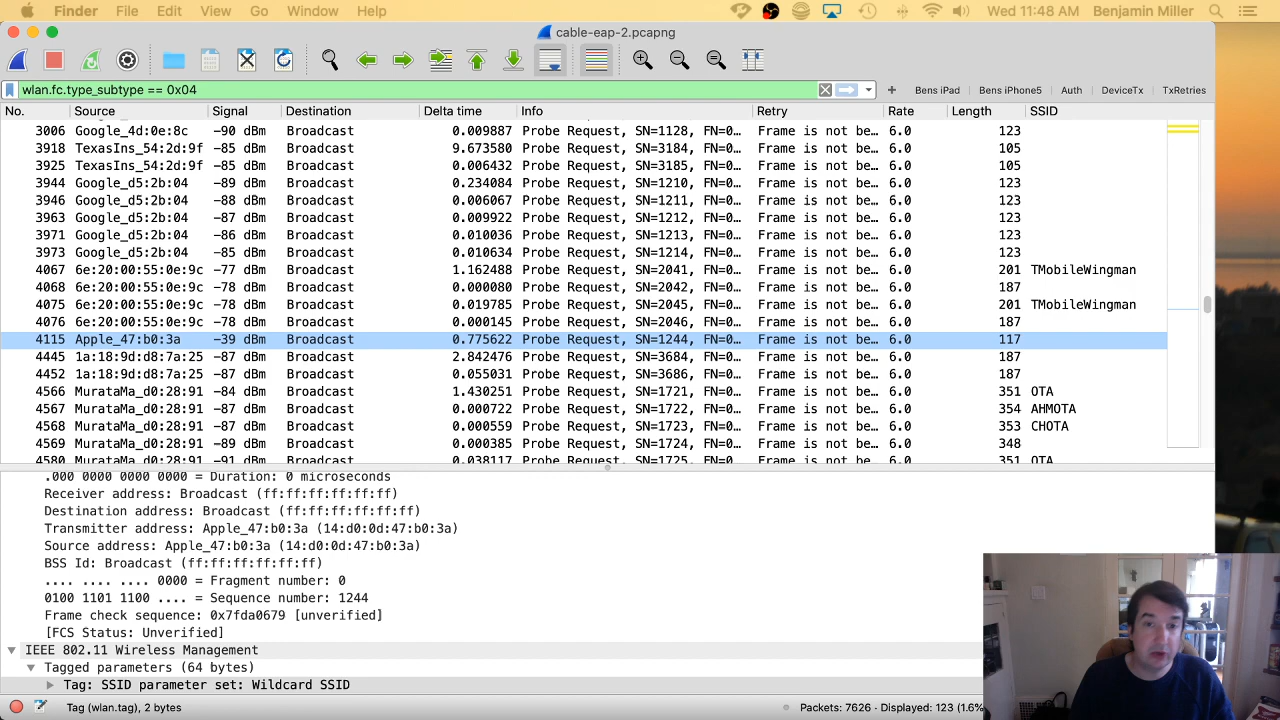 Finder File Edit View Go Window Help Wed 11:48 AM Benjamin Miller
cable-eap-2.pcapng
wlan.fc.type_subtype == 0x04 + Bens iPad Bens iPhone5 Auth DeviceTx TxRetries
No. Source Signal Destination Delta time Info Retry Rate Length SSID
3006 Google_4d:0e:8c −90 dBm Broadcast 0.009887 Probe Request, SN=1128, FN=0… Frame is not be… 6.0 123
3918 TexasIns_54:2d:9f −85 dBm Broadcast 9.673580 Probe Request, SN=3184, FN=0… Frame is not be… 6.0 105
3925 TexasIns_54:2d:9f −85 dBm Broadcast 0.006432 Probe Request, SN=3185, FN=0… Frame is not be… 6.0 105
3944 Google_d5:2b:04 −89 dBm Broadcast 0.234084 Probe Request, SN=1210, FN=0… Frame is not be… 6.0 123
3946 Google_d5:2b:04 −88 dBm Broadcast 0.006067 Probe Request, SN=1211, FN=0… Frame is not be… 6.0 123
3963 Google_d5:2b:04 −87 dBm Broadcast 0.009922 Probe Request, SN=1212, FN=0… Frame is not be… 6.0 123
3971 Google_d5:2b:04 −86 dBm Broadcast 0.010036 Probe Request, SN=1213, FN=0… Frame is not be… 6.0 123
3973 Google_d5:2b:04 −85 dBm Broadcast 0.010634 Probe Request, SN=1214, FN=0… Frame is not be… 6.0 123
4067 6e:20:00:55:0e:9c −77 dBm Broadcast 1.162488 Probe Request, SN=2041, FN=0… Frame is not be… 6.0 201 TMobileWingman
4068 6e:20:00:55:0e:9c −78 dBm Broadcast 0.000080 Probe Request, SN=2042, FN=0… Frame is not be… 6.0 187
4075 6e:20:00:55:0e:9c −78 dBm Broadcast 0.019785 Probe Request, SN=2045, FN=0… Frame is not be… 6.0 201 TMobileWingman
4076 6e:20:00:55:0e:9c −78 dBm Broadcast 0.000145 Probe Request, SN=2046, FN=0… Frame is not be… 6.0 187
4115 Apple_47:b0:3a −39 dBm Broadcast 0.775622 Probe Request, SN=1244, FN=0… Frame is not be… 6.0 117
4445 1a:18:9d:d8:7a:25 −87 dBm Broadcast 2.842476 Probe Request, SN=3684, FN=0… Frame is not be… 6.0 187
4452 1a:18:9d:d8:7a:25 −87 dBm Broadcast 0.055031 Probe Request, SN=3686, FN=0… Frame is not be… 6.0 187
4566 MurataMa_d0:28:91 −84 dBm Broadcast 1.430251 Probe Request, SN=1721, FN=0… Frame is not be… 6.0 351 OTA
4567 MurataMa_d0:28:91 −87 dBm Broadcast 0.000722 Probe Request, SN=1722, FN=0… Frame is not be… 6.0 354 AHMOTA
4568 MurataMa_d0:28:91 −87 dBm Broadcast 0.000559 Probe Request, SN=1723, FN=0… Frame is not be… 6.0 353 CHOTA
4569 MurataMa_d0:28:91 −89 dBm Broadcast 0.000385 Probe Request, SN=1724, FN=0… Frame is not be… 6.0 348
4580 MurataMa_d0:28:91 −91 dBm Broadcast 0.038117 Probe Request, SN=1725, FN=0… Frame is not be… 6.0 351 OTA
.000 0000 0000 0000 = Duration: 0 microseconds
Receiver address: Broadcast (ff:ff:ff:ff:ff:ff)
Destination address: Broadcast (ff:ff:ff:ff:ff:ff)
Transmitter address: Apple_47:b0:3a (14:d0:0d:47:b0:3a)
Source address: Apple_47:b0:3a (14:d0:0d:47:b0:3a)
BSS Id: Broadcast (ff:ff:ff:ff:ff:ff)
.... .... .... 0000 = Fragment number: 0
0100 1101 1100 .... = Sequence number: 1244
Frame check sequence: 0x7fda0679 [unverified]
[FCS Status: Unverified]
IEEE 802.11 Wireless Management
Tagged parameters (64 bytes)
Tag: SSID parameter set: Wildcard SSID
Tag (wlan.tag), 2 bytes Packets: 7626 · Displayed: 123 (1.6%